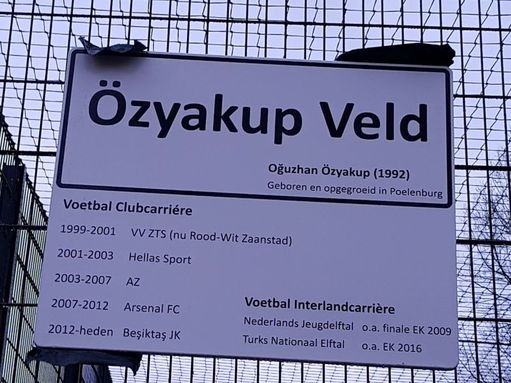 Özyakup Veld
Oğuzhan Özyakup (1992)
Geboren en opgegroeid in Poelenburg
Voetbal Clubcarriére
1999-2001 VV ZTS (nu Rood-Wit Zaanstad)
2001-2003 Hellas Sport
2003-2007 AZ
2007-2012 Arsenal FC
2012-heden Beşiktaş JK
Voetbal Interlandcarrière
Nederlands Jeugdelftal o.a. finale EK 2009
Turks Nationaal Elftal o.a. EK 2016